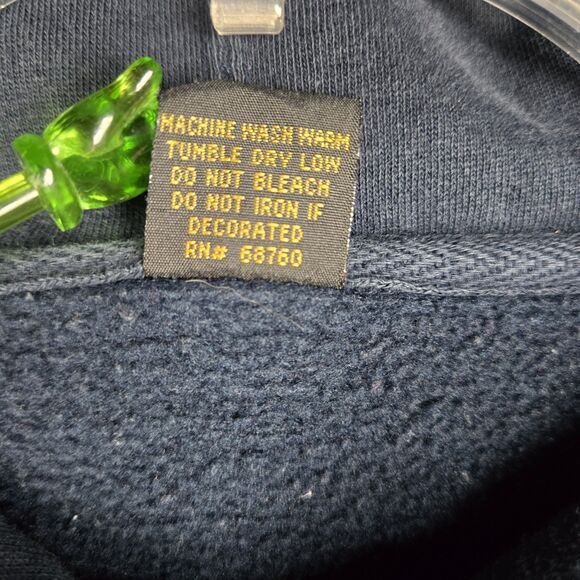 MACHINE WASH WARM
TUMBLE DRY LOW
DO NOT BLEACH
DO NOT IRON IF
DECORATED
RN# 68760